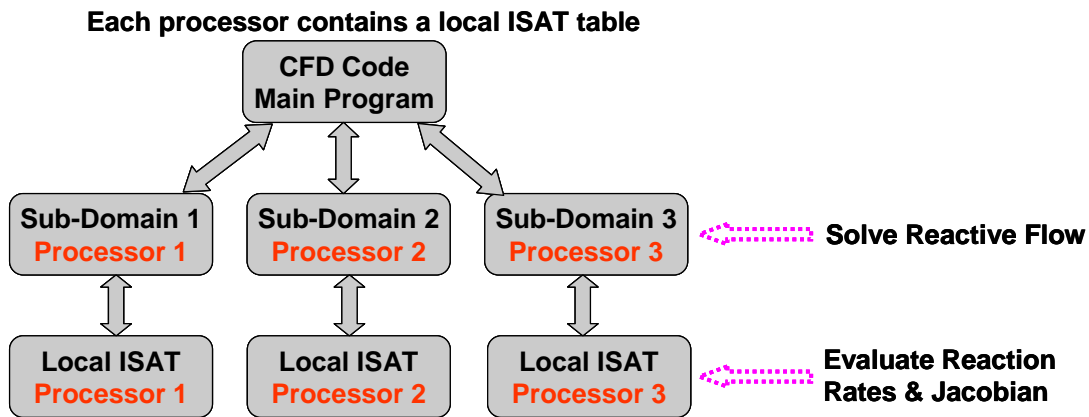 Each processor contains a local ISAT table
CFD Code
Main Program
Sub-Domain 1
Processor 1
Sub-Domain 2
Processor 2
Sub-Domain 3
Processor 3
Solve Reactive Flow
Local ISAT
Processor 1
Local ISAT
Processor 2
Local ISAT
Processor 3
Evaluate Reaction
Rates & Jacobian